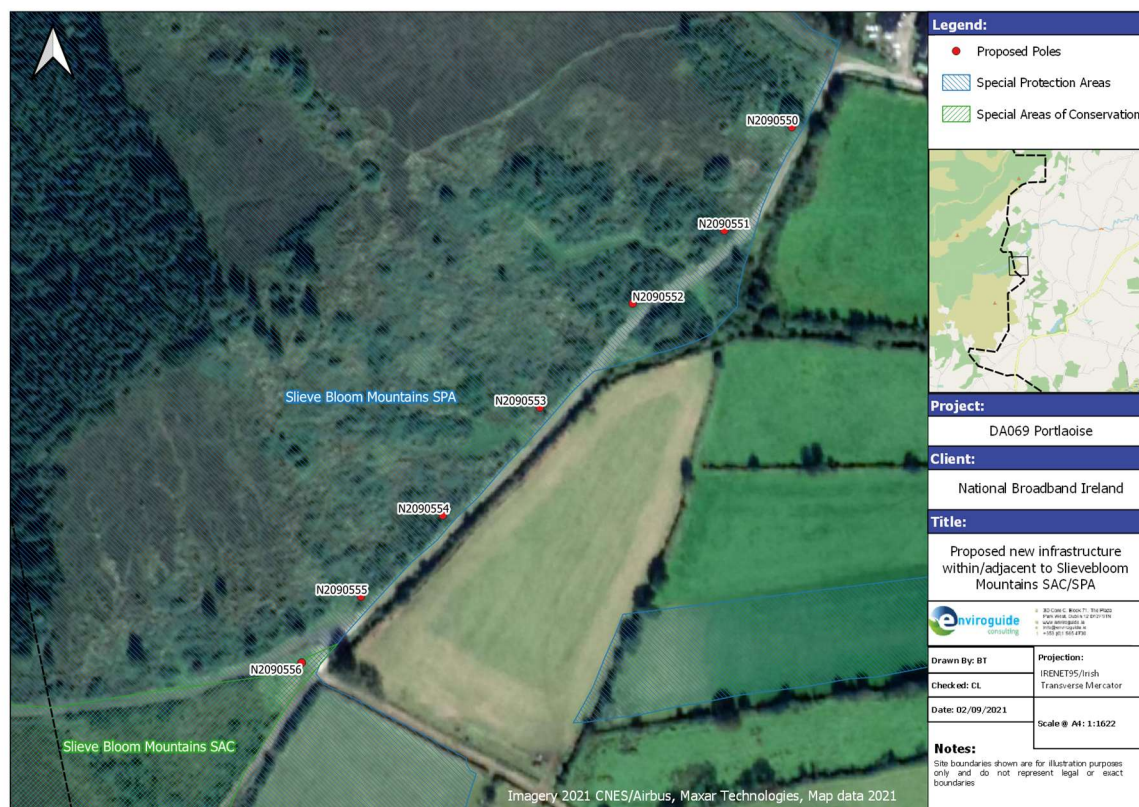 N2090550
N2090551
N2090552
N2090553
N2090554
N2090555
N2090556
Slieve Bloom Mountains SPA
Slieve Bloom Mountains SAC
Imagery 2021 CNES/Airbus, Maxar Technologies, Map data 2021
Legend:
Proposed Poles
Special Protection Areas
Special Areas of Conservation
Project:
DA069 Portlaoise
Client:
National Broadband Ireland
Title:
Proposed new infrastructure
within/adjacent to Slievebloom
Mountains SAC/SPA
enviroguide
consulting
Drawn By: BT
Checked: CL
Date: 02/09/2021
Projection:
IRENET95/Irish
Transverse Mercator
Scale @ A4: 1:1622
Notes:
Site boundaries shown are for illustration purposes
only and do not represent legal or exact
boundaries